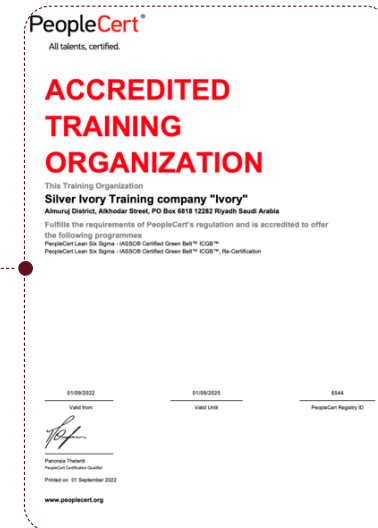 PeopleCert®
All talents, certified.
ACCREDITED
TRAINING
ORGANIZATION
This Training Organization
Silver Ivory Training company "Ivory"
Almuruj District, Alkhodar Street, PO Box 6818 12282 Riyadh Saudi Arabia
Fulfills the requirements of PeopleCert's regulation and is accredited to offer
the following programmes
PeopleCert Lean Six Sigma - IASSC® Certified Green Belt™ ICGB™
PeopleCert Lean Six Sigma - IASSC® Certified Green Belt™ ICGB™, Re-Certification
01/09/2022 01/09/2025 6544
Valid from Valid Until PeopleCert Registry ID
Panorsia Thelenti
PeopleCert Certification Qualifier
Printed on 01 September 2022
www.peoplecert.org